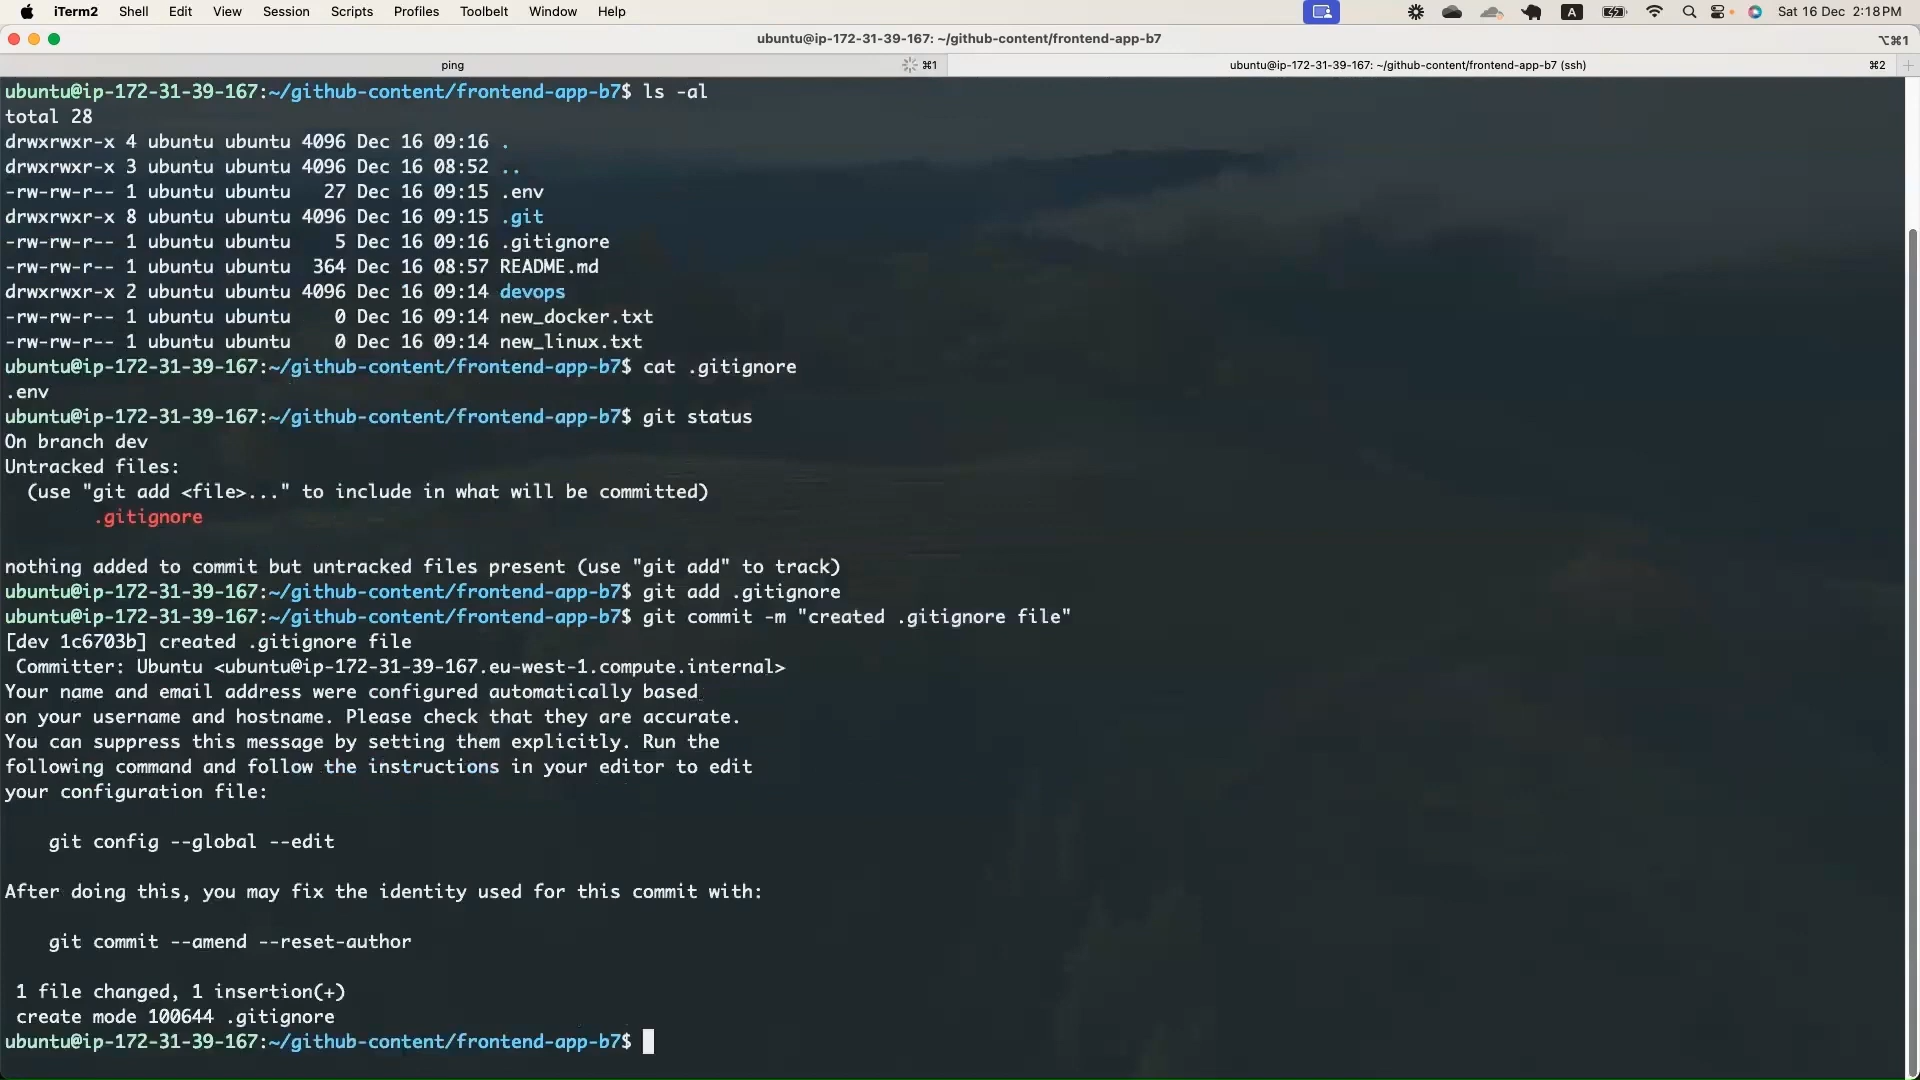 iTerm2 Shell Edit View Session Scripts Profiles Toolbelt Window Help A Sat 16 Dec 2:18 PM
ubuntu@ip-172-31-39-167: ~/github-content/frontend-app-b7 ⌥⌘1
ping ⌘1 ubuntu@ip-172-31-39-167: ~/github-content/frontend-app-b7 (ssh) ⌘2 +
ubuntu@ip-172-31-39-167:~/github-content/frontend-app-b7$ ls -al
total 28
drwxrwxr-x 4 ubuntu ubuntu 4096 Dec 16 09:16 .
drwxrwxr-x 3 ubuntu ubuntu 4096 Dec 16 08:52 ..
-rw-rw-r-- 1 ubuntu ubuntu   27 Dec 16 09:15 .env
drwxrwxr-x 8 ubuntu ubuntu 4096 Dec 16 09:15 .git
-rw-rw-r-- 1 ubuntu ubuntu    5 Dec 16 09:16 .gitignore
-rw-rw-r-- 1 ubuntu ubuntu  364 Dec 16 08:57 README.md
drwxrwxr-x 2 ubuntu ubuntu 4096 Dec 16 09:14 devops
-rw-rw-r-- 1 ubuntu ubuntu    0 Dec 16 09:14 new_docker.txt
-rw-rw-r-- 1 ubuntu ubuntu    0 Dec 16 09:14 new_linux.txt
ubuntu@ip-172-31-39-167:~/github-content/frontend-app-b7$ cat .gitignore
.env
ubuntu@ip-172-31-39-167:~/github-content/frontend-app-b7$ git status
On branch dev
Untracked files:
  (use "git add <file>..." to include in what will be committed)
        .gitignore
nothing added to commit but untracked files present (use "git add" to track)
ubuntu@ip-172-31-39-167:~/github-content/frontend-app-b7$ git add .gitignore
ubuntu@ip-172-31-39-167:~/github-content/frontend-app-b7$ git commit -m "created .gitignore file"
[dev 1c6703b] created .gitignore file
 Committer: Ubuntu <ubuntu@ip-172-31-39-167.eu-west-1.compute.internal>
Your name and email address were configured automatically based
on your username and hostname. Please check that they are accurate.
You can suppress this message by setting them explicitly. Run the
following command and follow the instructions in your editor to edit
your configuration file:
    git config --global --edit
After doing this, you may fix the identity used for this commit with:
    git commit --amend --reset-author
 1 file changed, 1 insertion(+)
 create mode 100644 .gitignore
ubuntu@ip-172-31-39-167:~/github-content/frontend-app-b7$